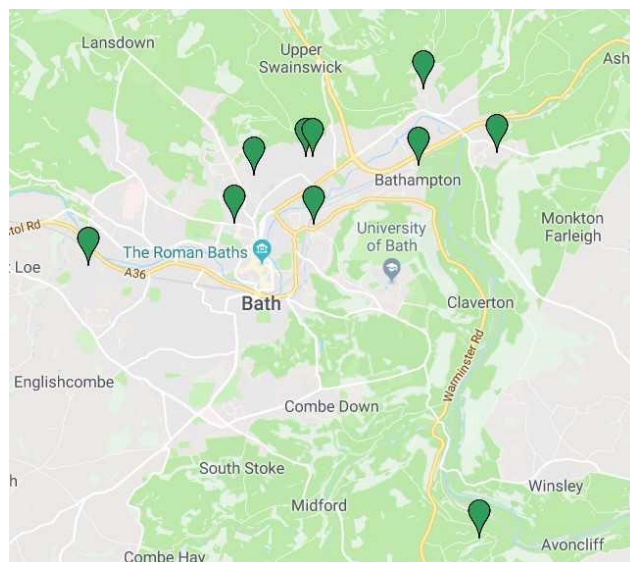 Lansdown
Upper
Swainswick
Ash
Bathampton
Monkton
Farleigh
University
of Bath
tol Rd
The Roman Baths
t Loe
A36
Bath
Claverton
Warminster Rd
Englishcombe
Combe Down
South Stoke
h
Midford
Winsley
Avoncliff
Combe Hay